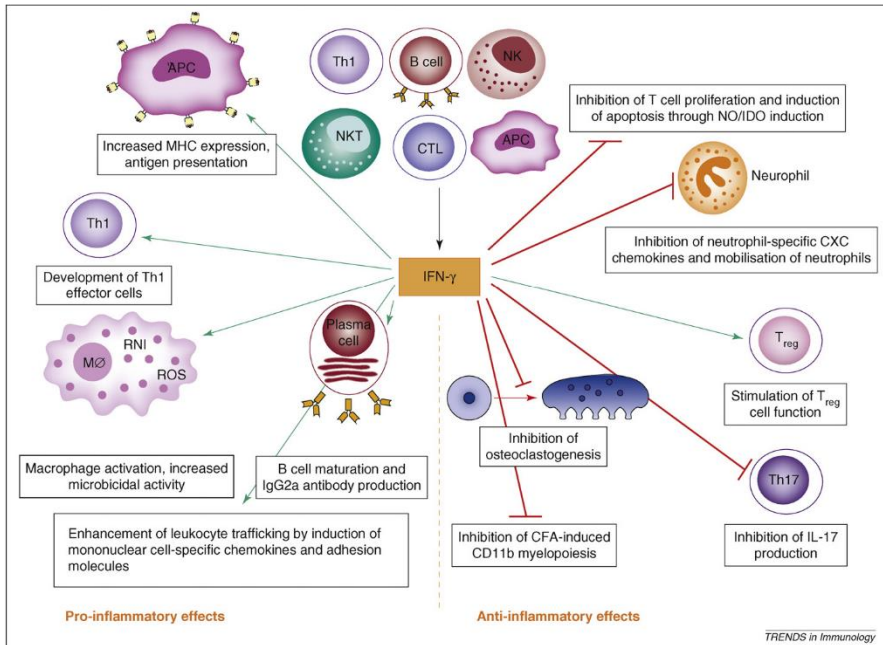 APC
Th1
B cell
NK
NKT
CTL
APC
Increased MHC expression,
antigen presentation
Inhibition of T cell proliferation and induction
of apoptosis through NO/IDO induction
Neurophil
Inhibition of neutrophil-specific CXC
chemokines and mobilisation of neutrophils
Th1
Development of Th1
effector cells
IFN-γ
MØ
RNI
ROS
Plasma
cell
Treg
Stimulation of Treg
cell function
Macrophage activation, increased
microbicidal activity
B cell maturation and
IgG2a antibody production
Inhibition of
osteoclastogenesis
Th17
Inhibition of IL-17
production
Enhancement of leukocyte trafficking by induction of
mononuclear cell-specific chemokines and adhesion
molecules
Inhibition of CFA-induced
CD11b myelopoiesis
Pro-inflammatory effects
Anti-inflammatory effects
TRENDS in Immunology